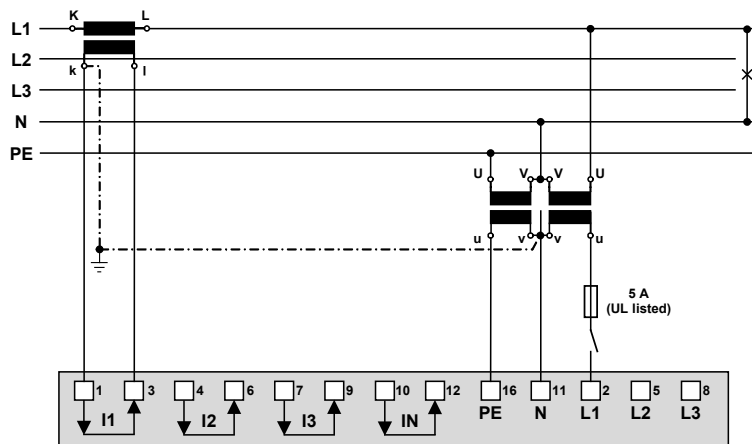 K L
L1
L2
k l
L3
N
PE
U V V U
u v v u
5 A
(UL listed)
1 3 4 6 7 9 10 12 16 11 2 5 8
I1 I2 I3 IN PE N L1 L2 L3